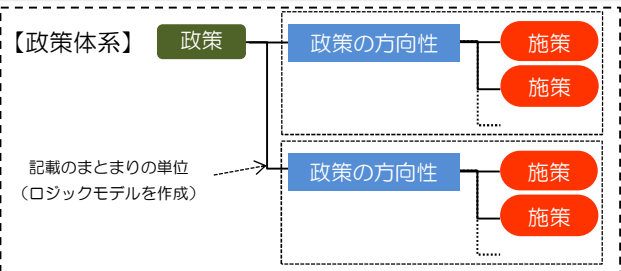 【政策体系】
政策
政策の方向性
施策
施策
記載のまとまりの単位
（ロジックモデルを作成）
政策の方向性
施策
施策